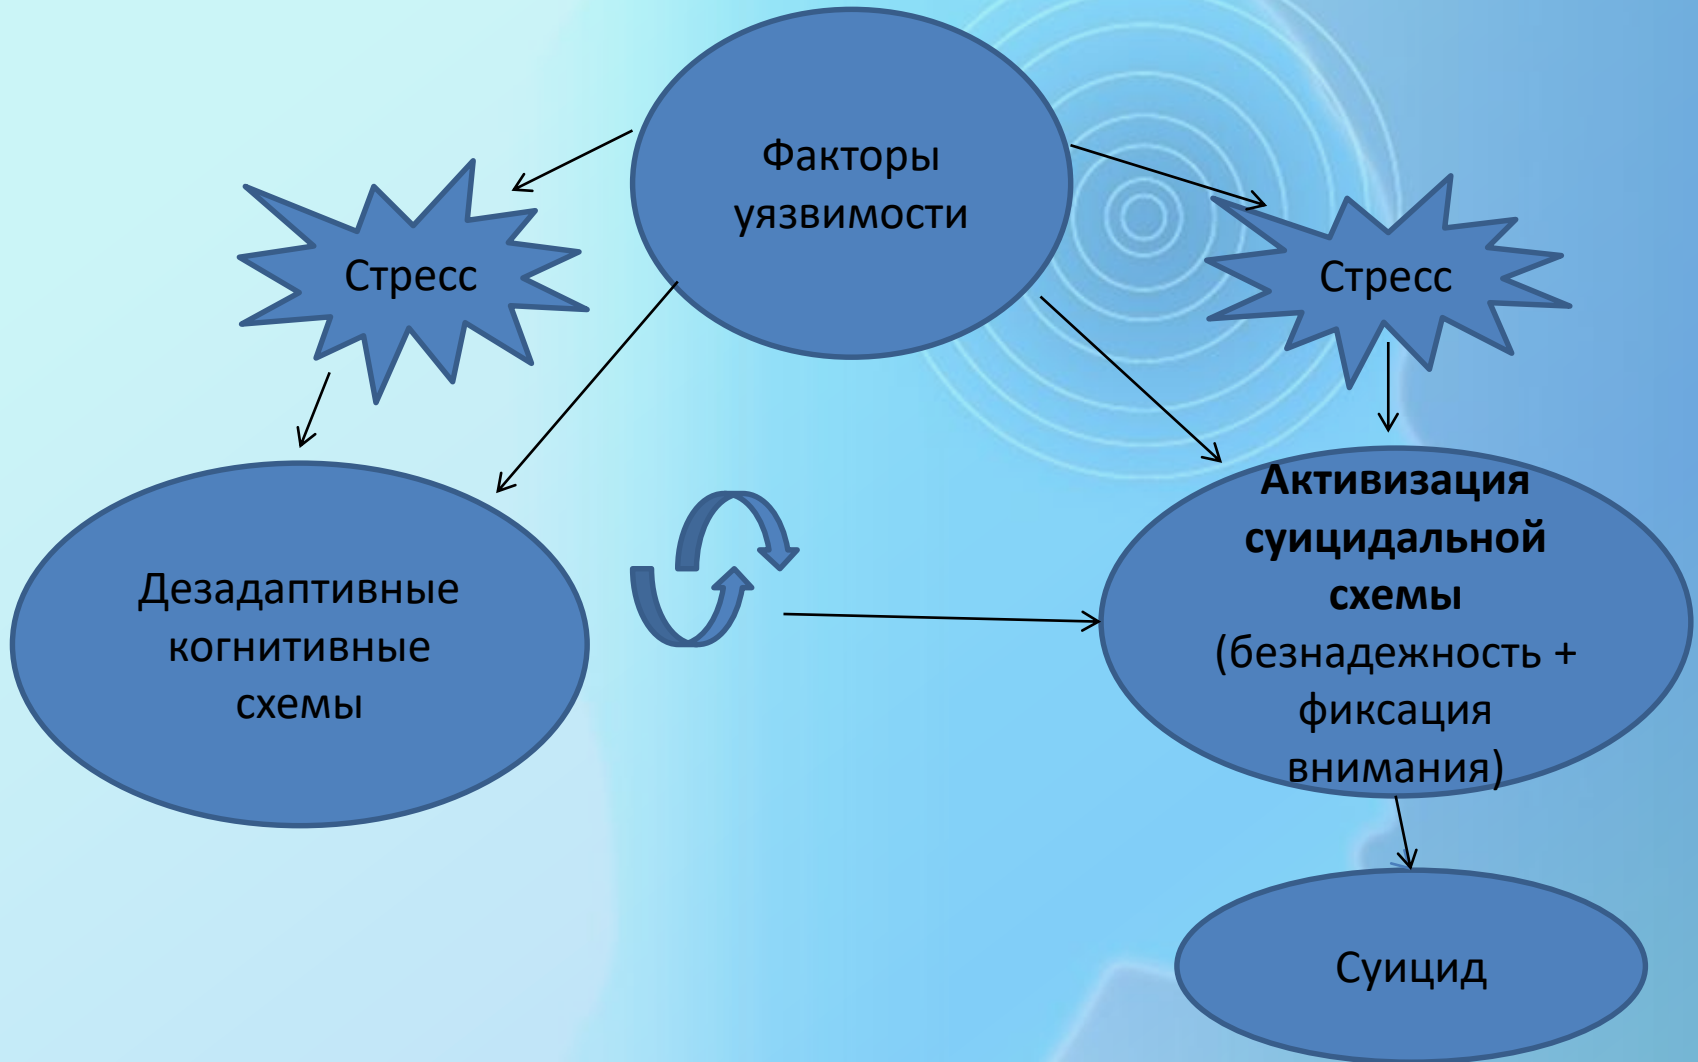 Факторы
уязвимости
Стресс
Стресс
Дезадаптивные
когнитивные
схемы
Активизация
суицидальной
схемы
(безнадежность +
фиксация
внимания)
Суицид